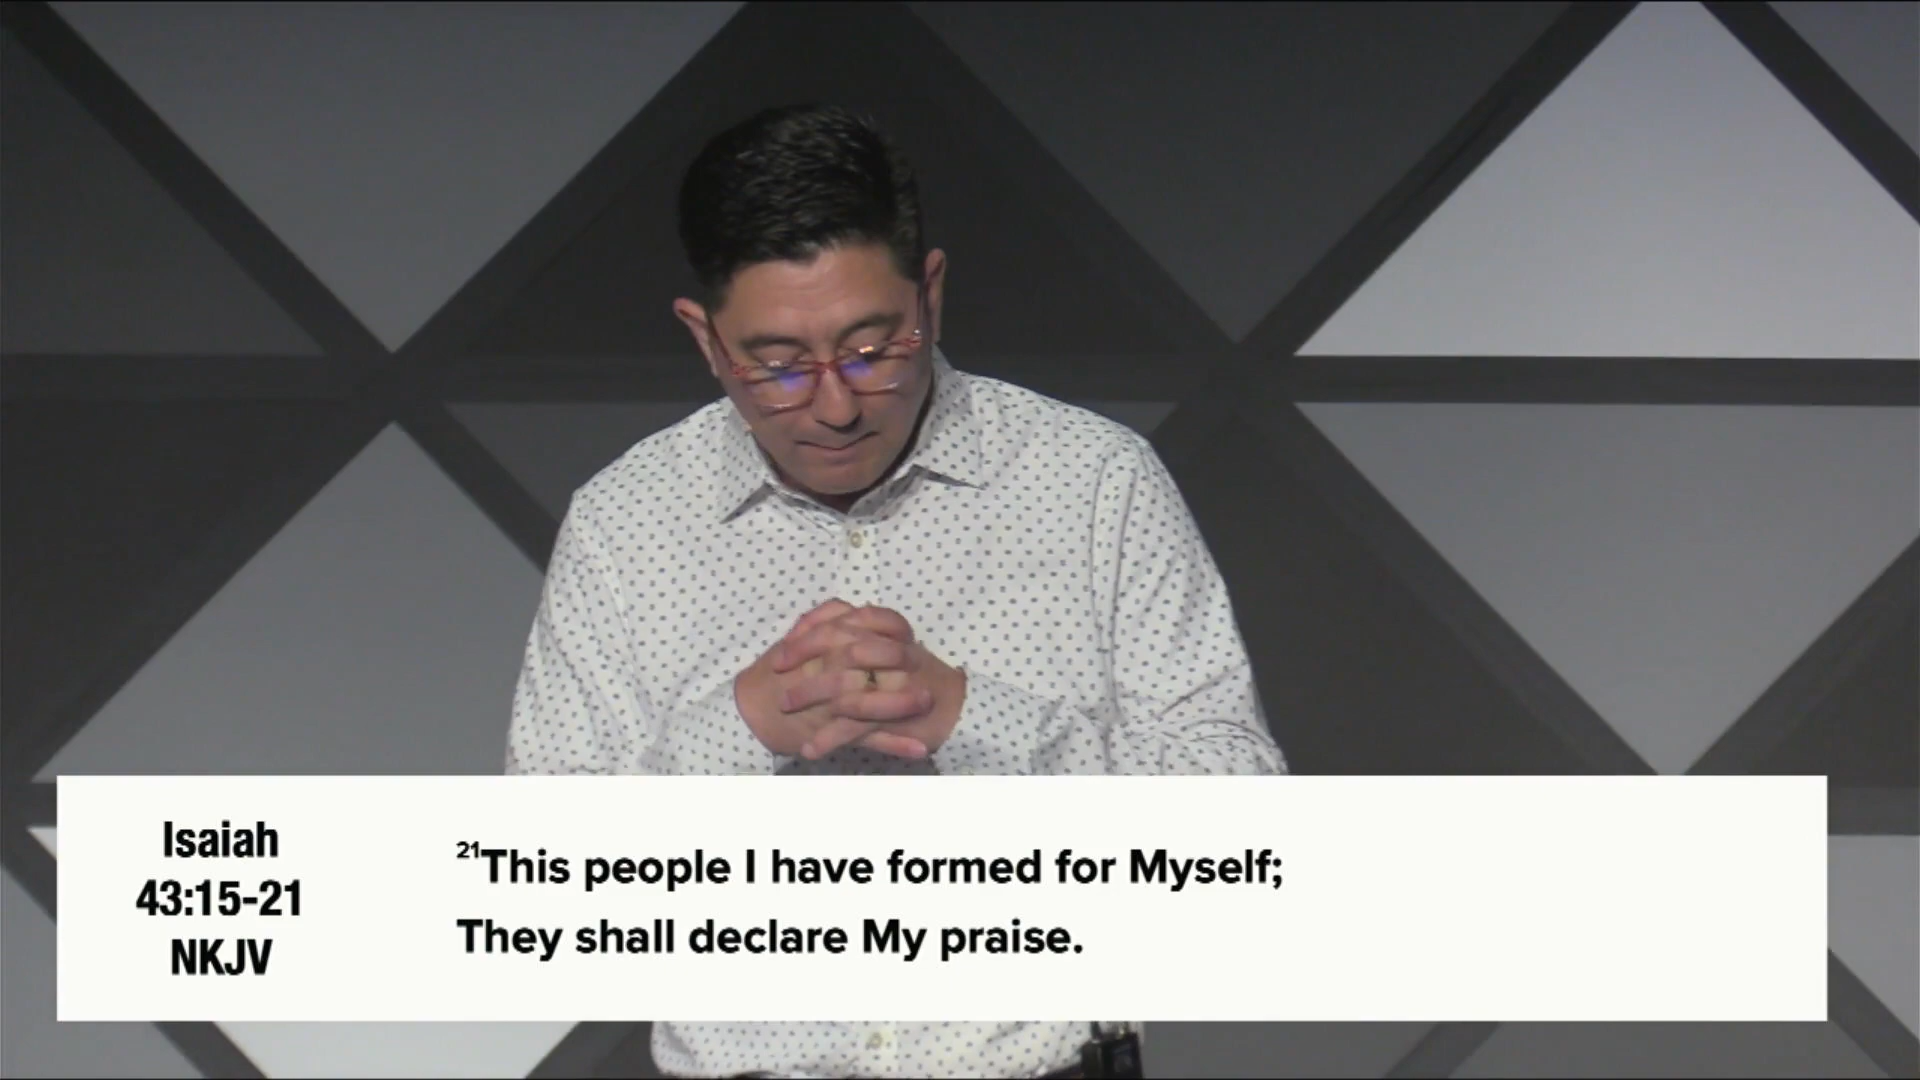 Isaiah
43:15-21
NKJV
21This people I have formed for Myself;
They shall declare My praise.